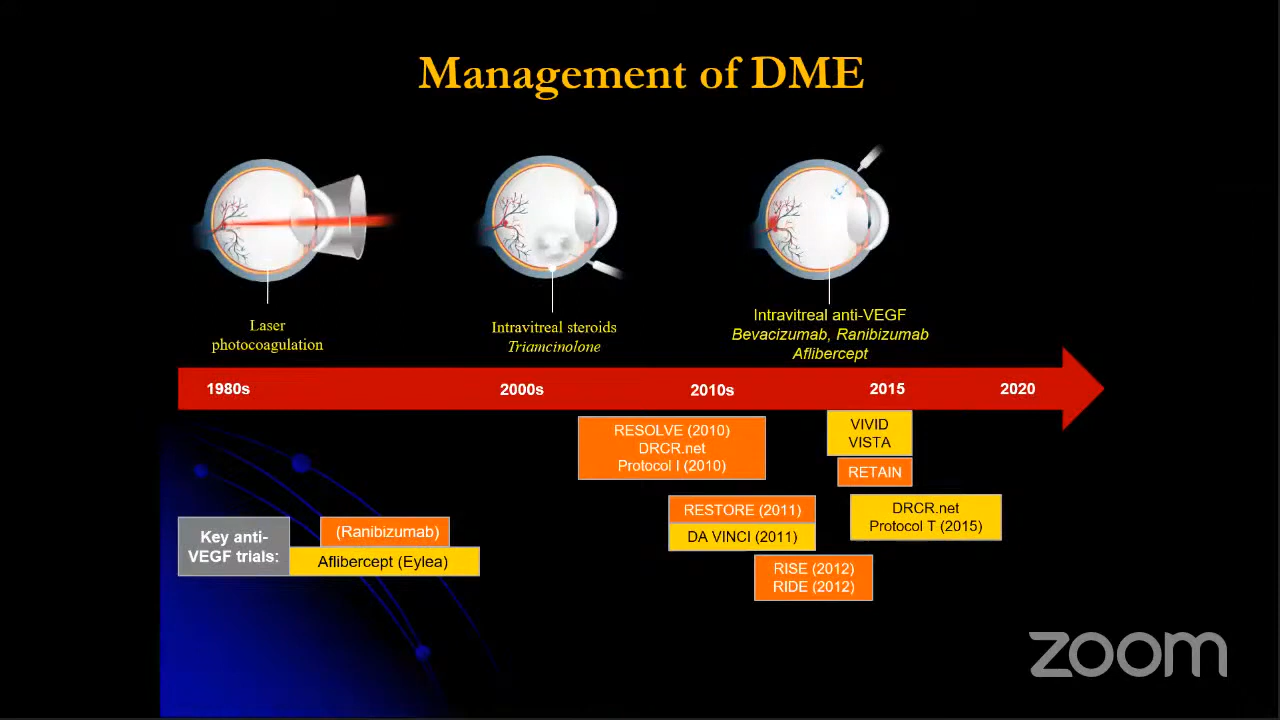 Management of DME
Laser
photocoagulation
Intravitreal steroids
Triamcinolone
Intravitreal anti-VEGF
Bevacizumab, Ranibizumab
Aflibercept
1980s
2000s
2010s
2015
2020
RESOLVE (2010)
DRCR.net
Protocol I (2010)
VIVID
VISTA
RETAIN
RESTORE (2011)
DA VINCI (2011)
DRCR.net
Protocol T (2015)
RISE (2012)
RIDE (2012)
Key anti-
VEGF trials:
(Ranibizumab)
Aflibercept (Eylea)
zoom